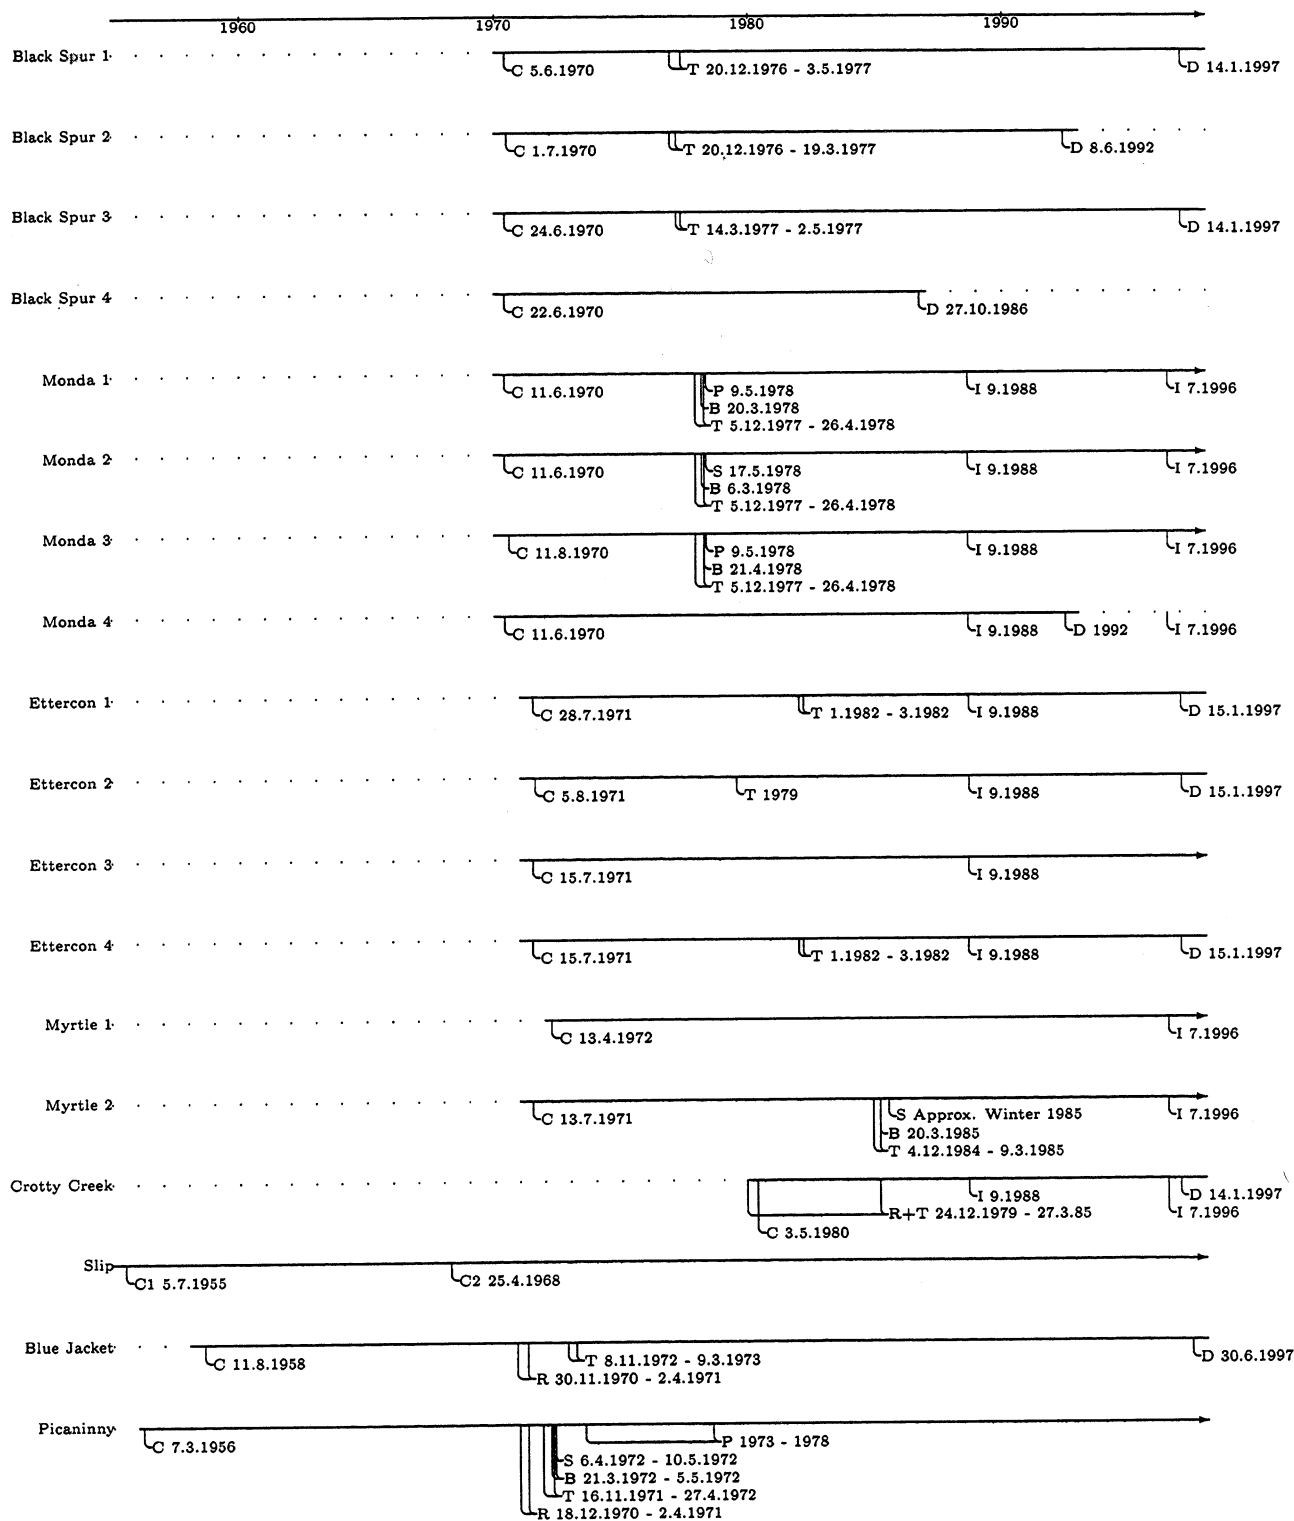 1960 1970 1980 1990
Black Spur 1 C 5.6.1970 T 20.12.1976 - 3.5.1977 D 14.1.1997
Black Spur 2 C 1.7.1970 T 20.12.1976 - 19.3.1977 D 8.6.1992
Black Spur 3 C 24.6.1970 T 14.3.1977 - 2.5.1977 D 14.1.1997
Black Spur 4 C 22.6.1970 D 27.10.1986
Monda 1 C 11.6.1970 P 9.5.1978 I 9.1988 I 7.1996
B 20.3.1978
T 5.12.1977 - 26.4.1978
Monda 2 C 11.6.1970 S 17.5.1978 I 9.1988 I 7.1996
B 6.3.1978
T 5.12.1977 - 26.4.1978
Monda 3 C 11.8.1970 P 9.5.1978 I 9.1988 I 7.1996
B 21.4.1978
T 5.12.1977 - 26.4.1978
Monda 4 C 11.6.1970 I 9.1988 D 1992 I 7.1996
Ettercon 1 C 28.7.1971 T 1.1982 - 3.1982 I 9.1988 D 15.1.1997
Ettercon 2 C 5.8.1971 T 1979 I 9.1988 D 15.1.1997
Ettercon 3 C 15.7.1971 I 9.1988
Ettercon 4 C 15.7.1971 T 1.1982 - 3.1982 I 9.1988 D 15.1.1997
Myrtle 1 C 13.4.1972 I 7.1996
Myrtle 2 C 13.7.1971 S Approx. Winter 1985 I 7.1996
B 20.3.1985
T 4.12.1984 - 9.3.1985
Crotty Creek I 9.1988 D 14.1.1997
R+T 24.12.1979 - 27.3.85 I 7.1996
C 3.5.1980
Slip C1 5.7.1955 C2 25.4.1968
Blue Jacket C 11.8.1958 T 8.11.1972 - 9.3.1973 D 30.6.1997
R 30.11.1970 - 2.4.1971
Picaninny C 7.3.1956 P 1973 - 1978
S 6.4.1972 - 10.5.1972
B 21.3.1972 - 5.5.1972
T 16.11.1971 - 27.4.1972
R 18.12.1970 - 2.4.1971